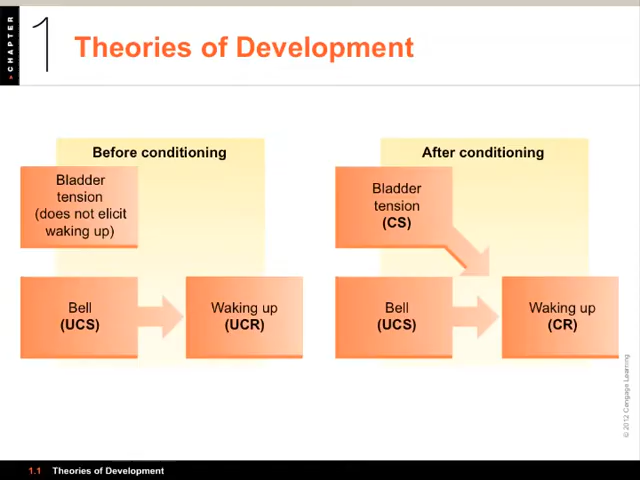 CHAPTER
1
Theories of Development
Before conditioning
After conditioning
Bladder
tension
(does not elicit
waking up)
Bladder
tension
(CS)
Bell
(UCS)
Waking up
(UCR)
Bell
(UCS)
Waking up
(CR)
© 2012 Cengage Learning
1.1 Theories of Development